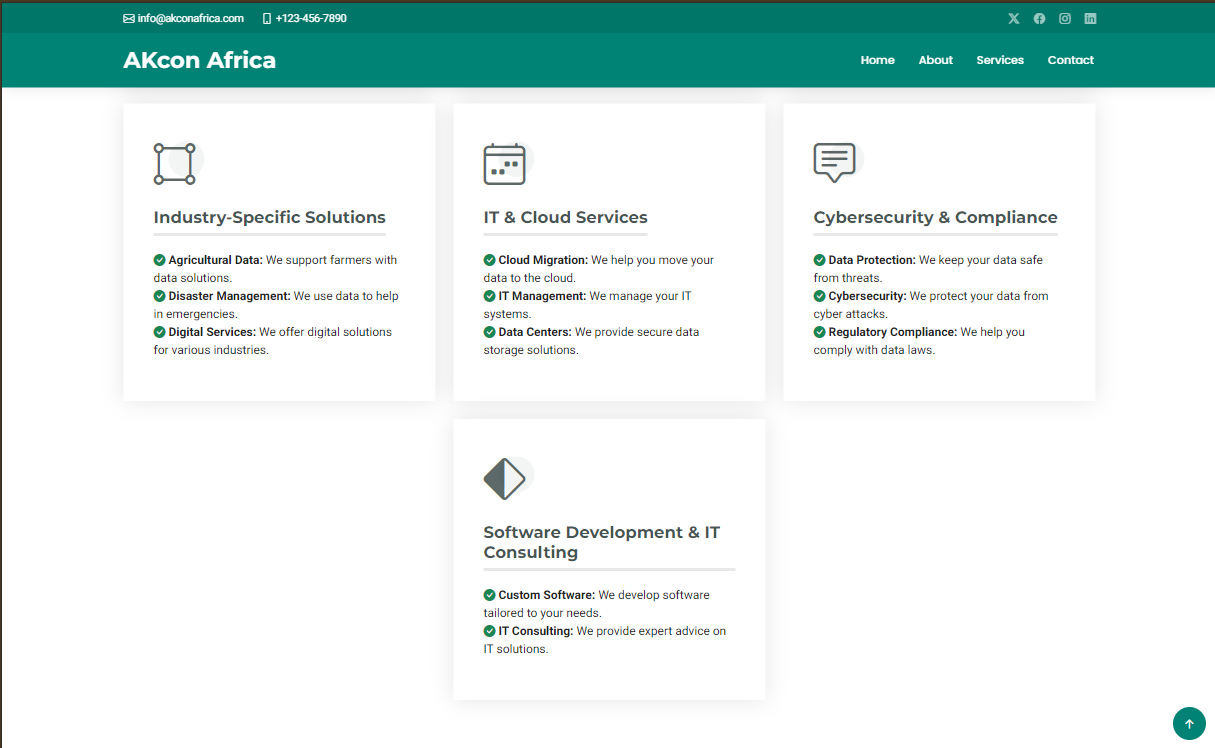 info@akconafrica.com +123-456-7890
AKcon Africa
Home About Services Contact
Industry-Specific Solutions
Agricultural Data: We support farmers with
data solutions.
Disaster Management: We use data to help
in emergencies.
Digital Services: We offer digital solutions
for various industries.
IT & Cloud Services
Cloud Migration: We help you move your
data to the cloud.
IT Management: We manage your IT
systems.
Data Centers: We provide secure data
storage solutions.
Cybersecurity & Compliance
Data Protection: We keep your data safe
from threats.
Cybersecurity: We protect your data from
cyber attacks.
Regulatory Compliance: We help you
comply with data laws.
Software Development & IT
Consulting
Custom Software: We develop software
tailored to your needs.
IT Consulting: We provide expert advice on
IT solutions.